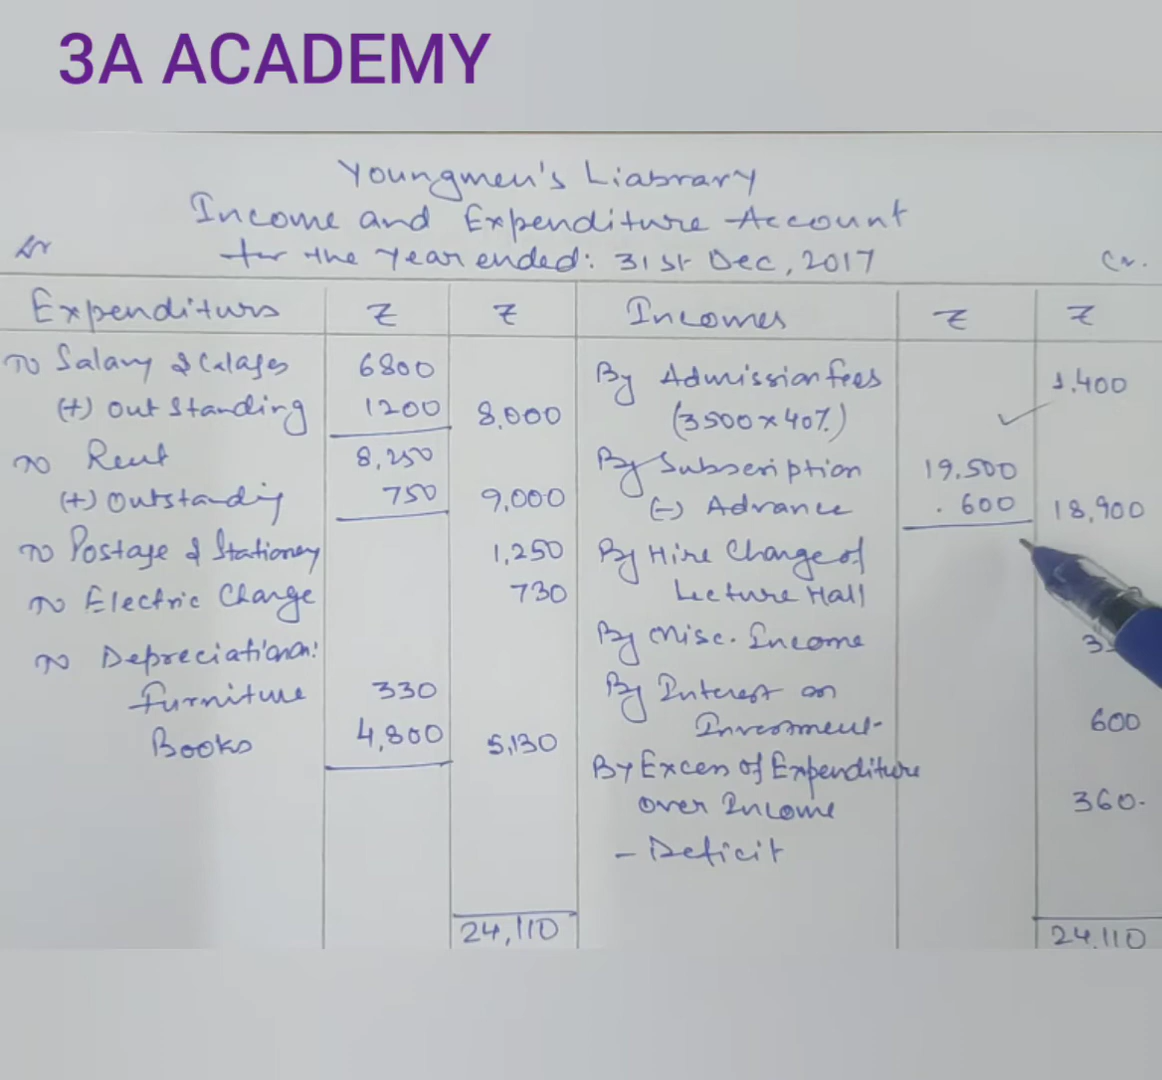 3A ACADEMY
Youngmen's Liabrary
Income and Expenditure Account
Dr for the Year ended: 31st Dec, 2017 Cr.
Expenditurs ₹ ₹ Incomes ₹ ₹
To Salary & Wages 6800 By Admission fees 1,400
(+) Out Standing 1200 8,000 (3500×40%)
To Rent 8,250 By Subscription 19,500
(+) Outstanding 750 9,000 (-) Advance 600 18,900
To Postage & Stationery 1,250 By Hire Charge of
To Electric Charge 730 Lecture Hall
To Depreciation: By Misc. Income
Furniture 330 By Interest on
Books 4,800 5,130 Investment 600
By Excess of Expenditure
over Income 360
- Deficit
24,110 24,110